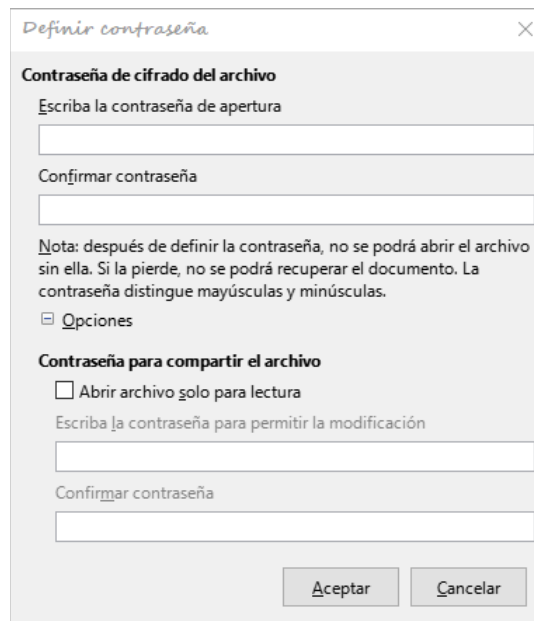 Definir contraseña
Contraseña de cifrado del archivo
Escriba la contraseña de apertura
Confirmar contraseña
Nota: después de definir la contraseña, no se podrá abrir el archivo
sin ella. Si la pierde, no se podrá recuperar el documento. La
contraseña distingue mayúsculas y minúsculas.
Opciones
Contraseña para compartir el archivo
Abrir archivo solo para lectura
Escriba la contraseña para permitir la modificación
Confirmar contraseña
Aceptar Cancelar